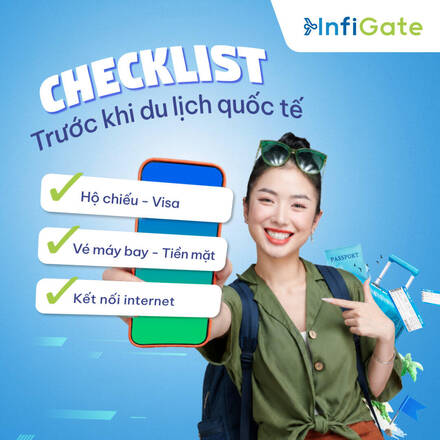 InfiGate
CHECKLIST
Trước khi du lịch quốc tế
Hộ chiếu - Visa
Vé máy bay - Tiền mặt
Kết nối internet
PASSPORT